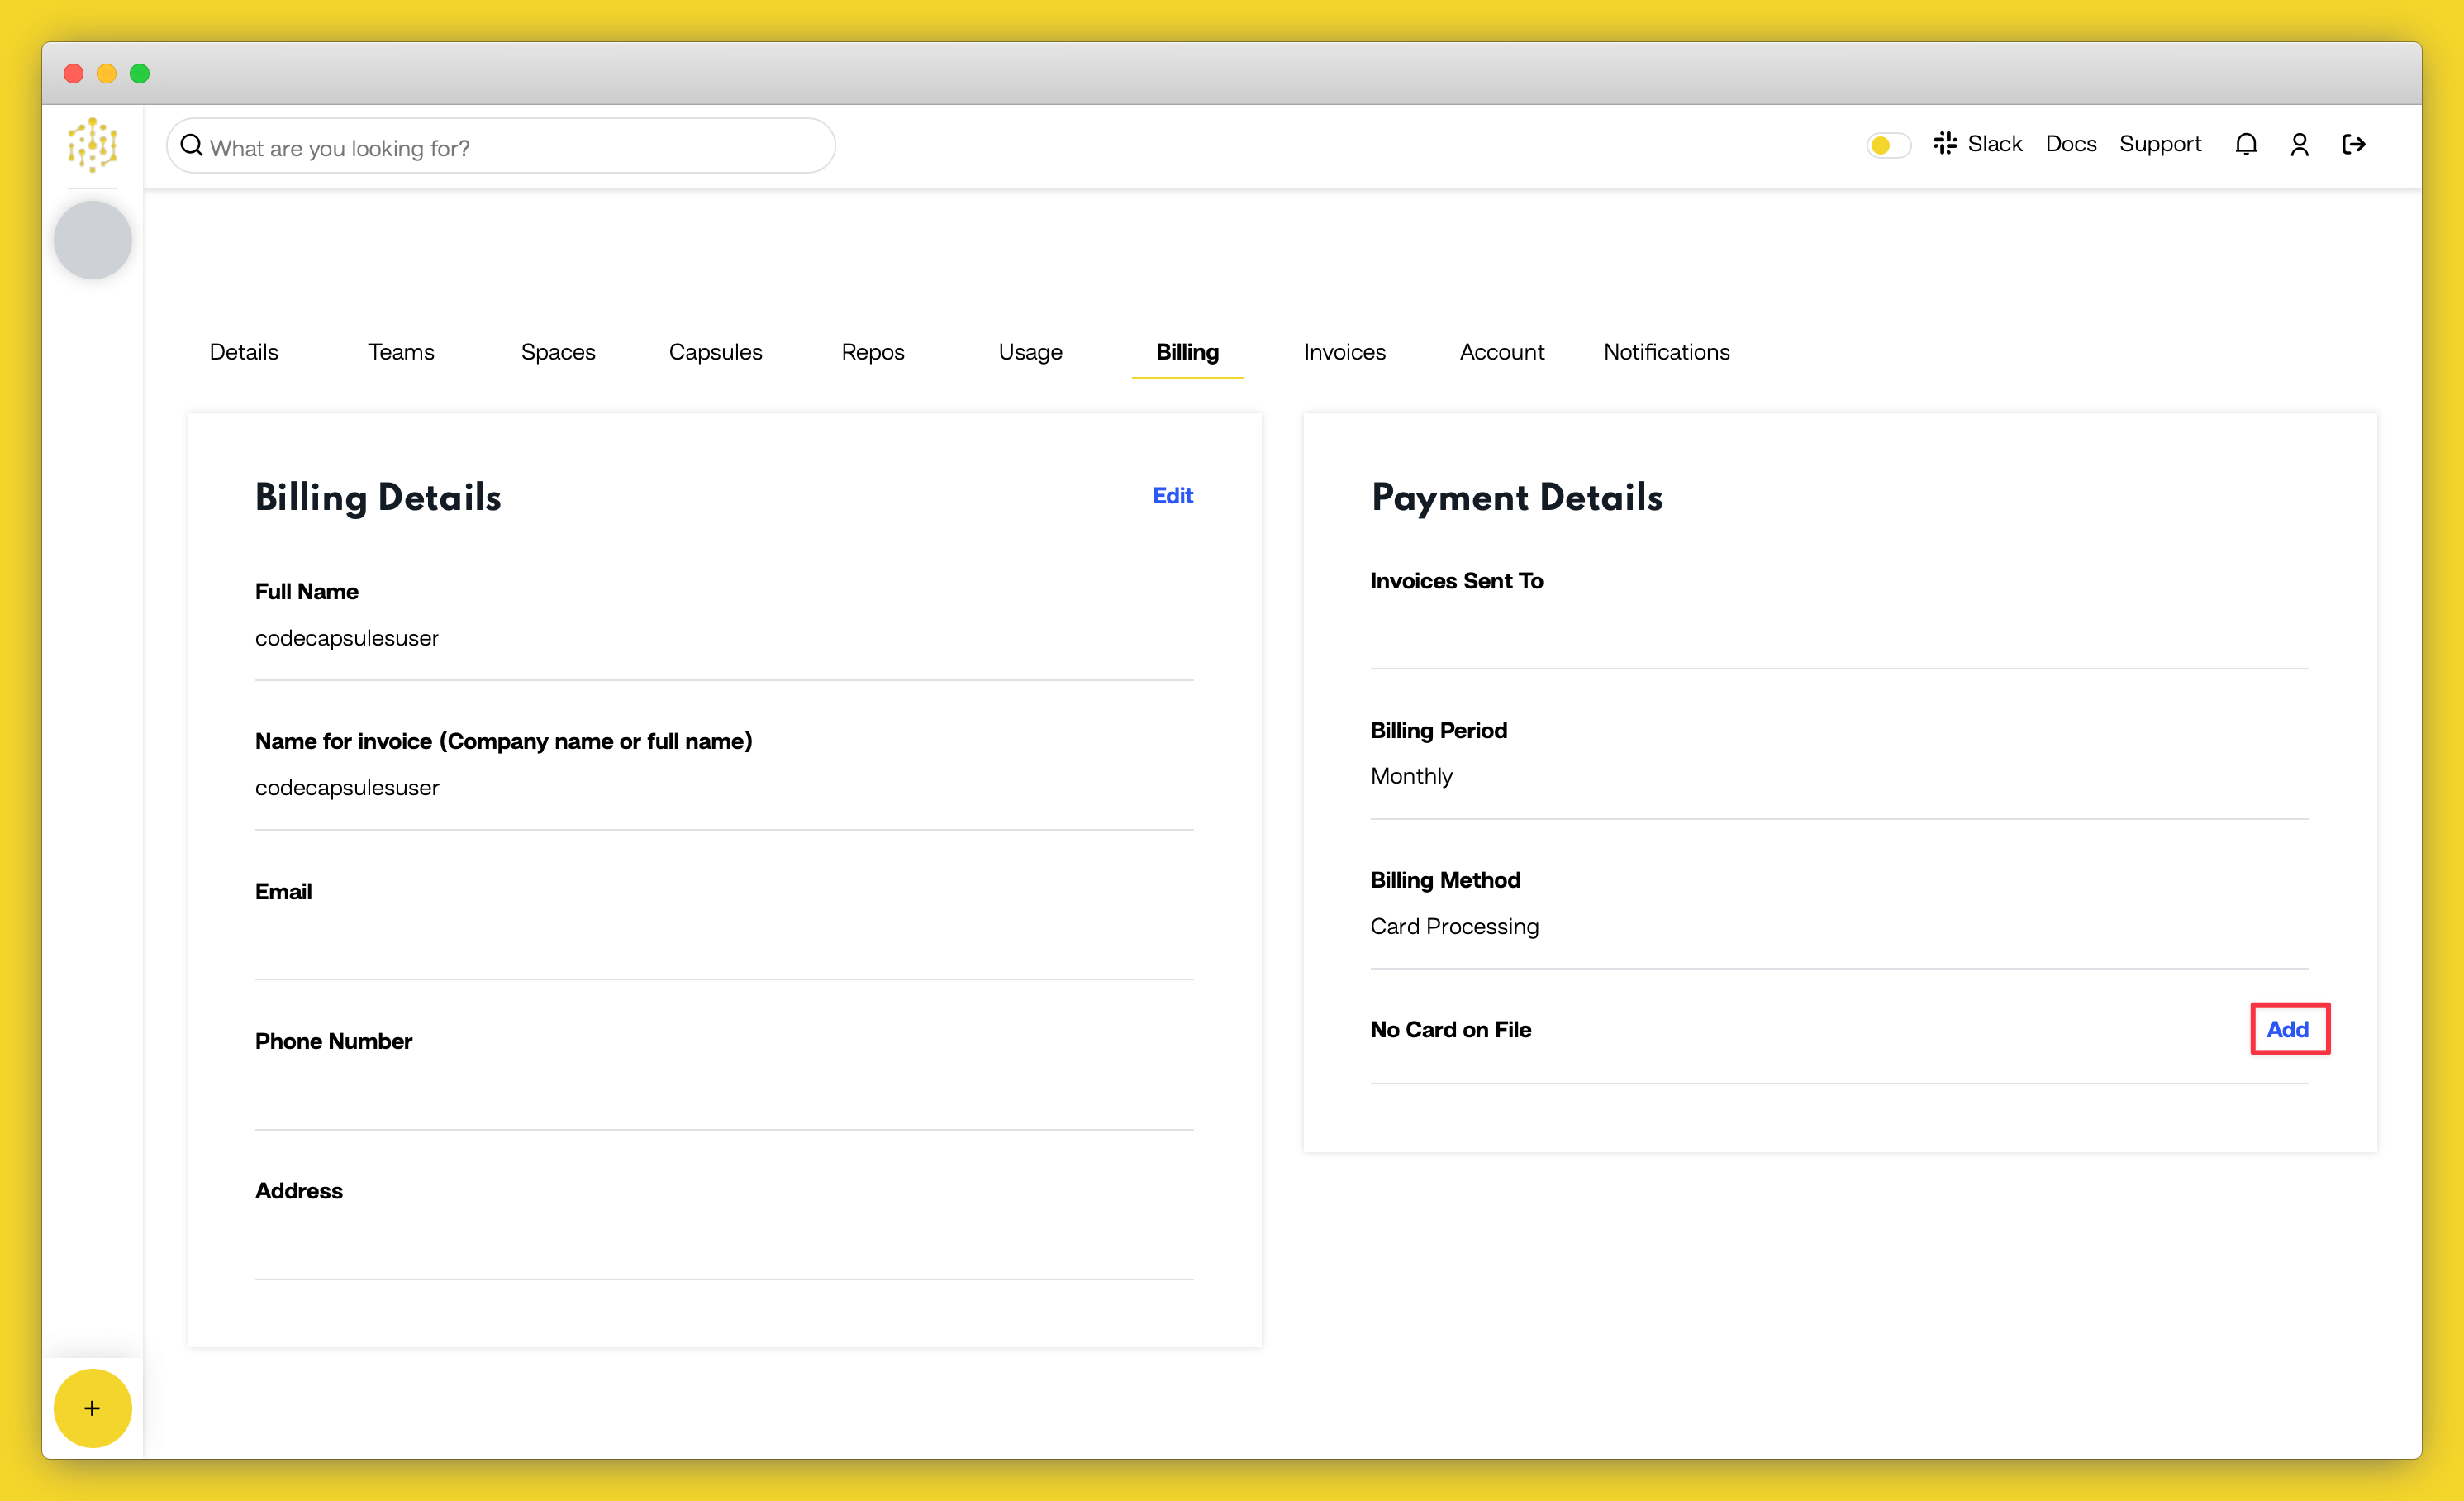 What are you looking for?
Slack Docs Support
Details Teams Spaces Capsules Repos Usage Billing Invoices Account Notifications
Billing Details
Edit
Full Name
codecapsulesuser
Name for invoice (Company name or full name)
codecapsulesuser
Email
Phone Number
Address
Payment Details
Invoices Sent To
Billing Period
Monthly
Billing Method
Card Processing
No Card on File
Add
+